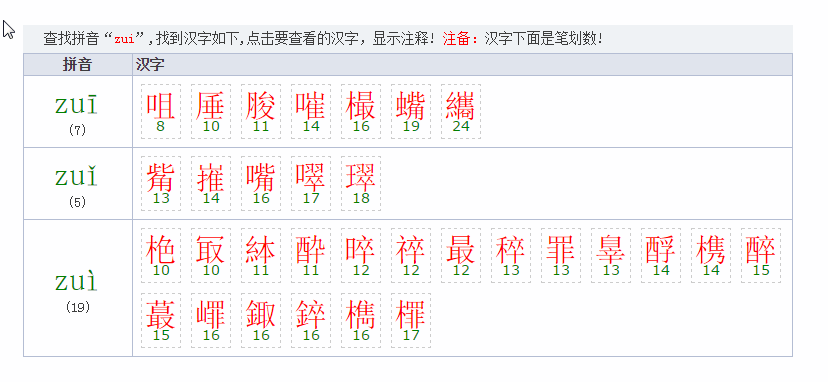 查找拼音“zui”,找到汉字如下,点击要查看的汉字，显示注释! 注备：汉字下面是笔划数!
拼音 汉字
zuī 咀 厜 朘 嗺 樶 蟕 纗
(7) 8 10 11 14 16 19 24
zuǐ 觜 嶊 嘴 噿 璻
(5) 13 14 16 17 18
zuì 栬 冣 絊 酔 晬 祽 最 稡 罪 辠 酻 槜 醉
10 10 11 11 12 12 12 13 13 13 14 14 15
(19) 蕞 嶵 鋷 錊 檇 檌
15 16 16 16 16 17